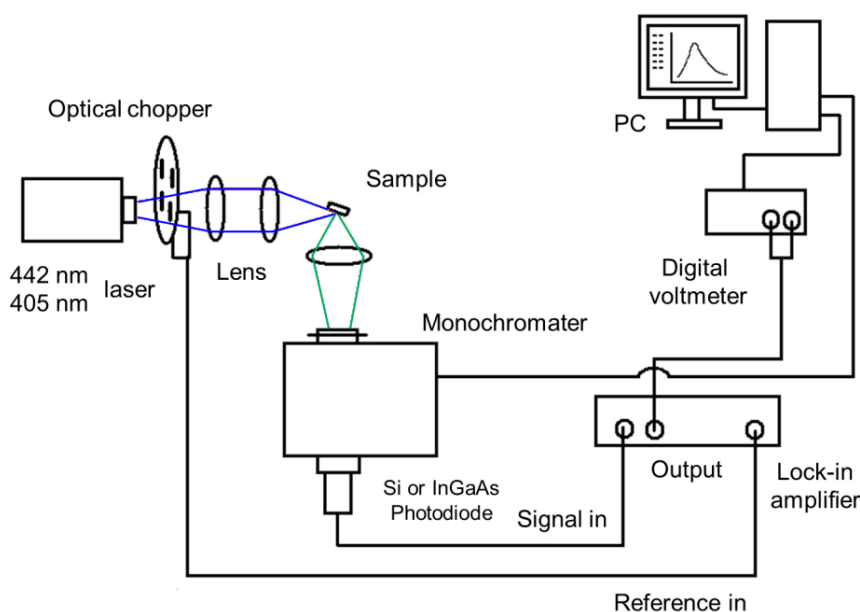 Optical chopper
PC
Sample
442 nm
405 nm
laser
Lens
Digital
voltmeter
Monochromater
Si or InGaAs
Photodiode
Signal in
Output
Lock-in
amplifier
Reference in